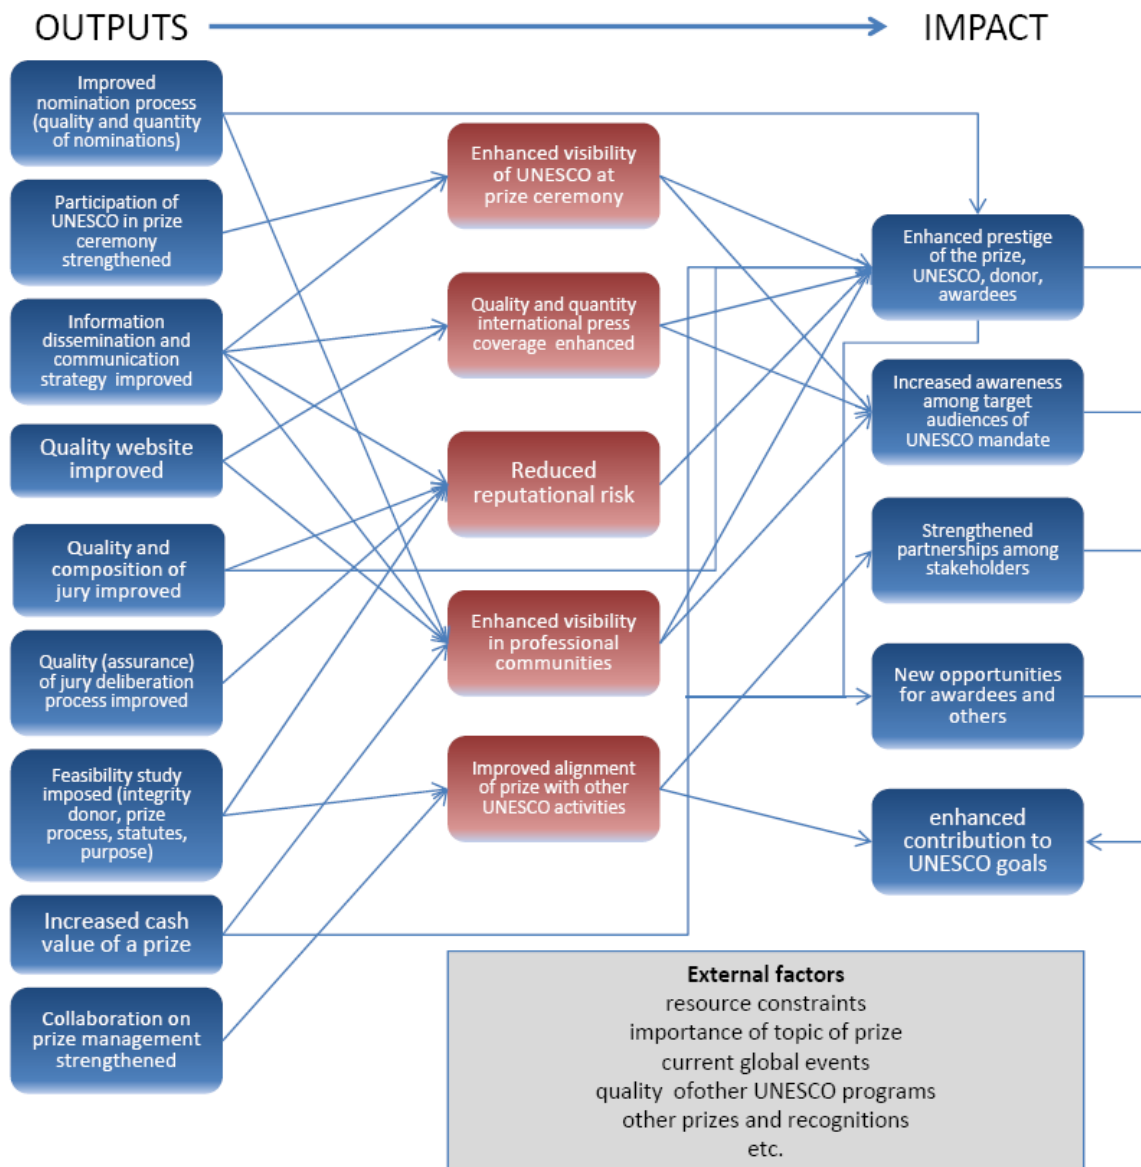 OUTPUTS
IMPACT
Improved
nomination process
(quality and quantity
of nominations)
Participation of
UNESCO in prize
ceremony
strengthened
Information
dissemination and
communication
strategy improved
Quality website
improved
Quality and
composition of
jury improved
Quality (assurance)
of jury deliberation
process improved
Feasibility study
imposed (integrity
donor, prize
process, statutes,
purpose)
Increased cash
value of a prize
Collaboration on
prize management
strengthened
Enhanced visibility
of UNESCO at
prize ceremony
Quality and quantity
international press
coverage enhanced
Reduced
reputational risk
Enhanced visibility
in professional
communities
Improved alignment
of prize with other
UNESCO activities
Enhanced prestige
of the prize,
UNESCO, donor,
awardees
Increased awareness
among target
audiences of
UNESCO mandate
Strengthened
partnerships among
stakeholders
New opportunities
for awardees and
others
enhanced
contribution to
UNESCO goals
External factors
resource constraints
importance of topic of prize
current global events
quality ofother UNESCO programs
other prizes and recognitions
etc.